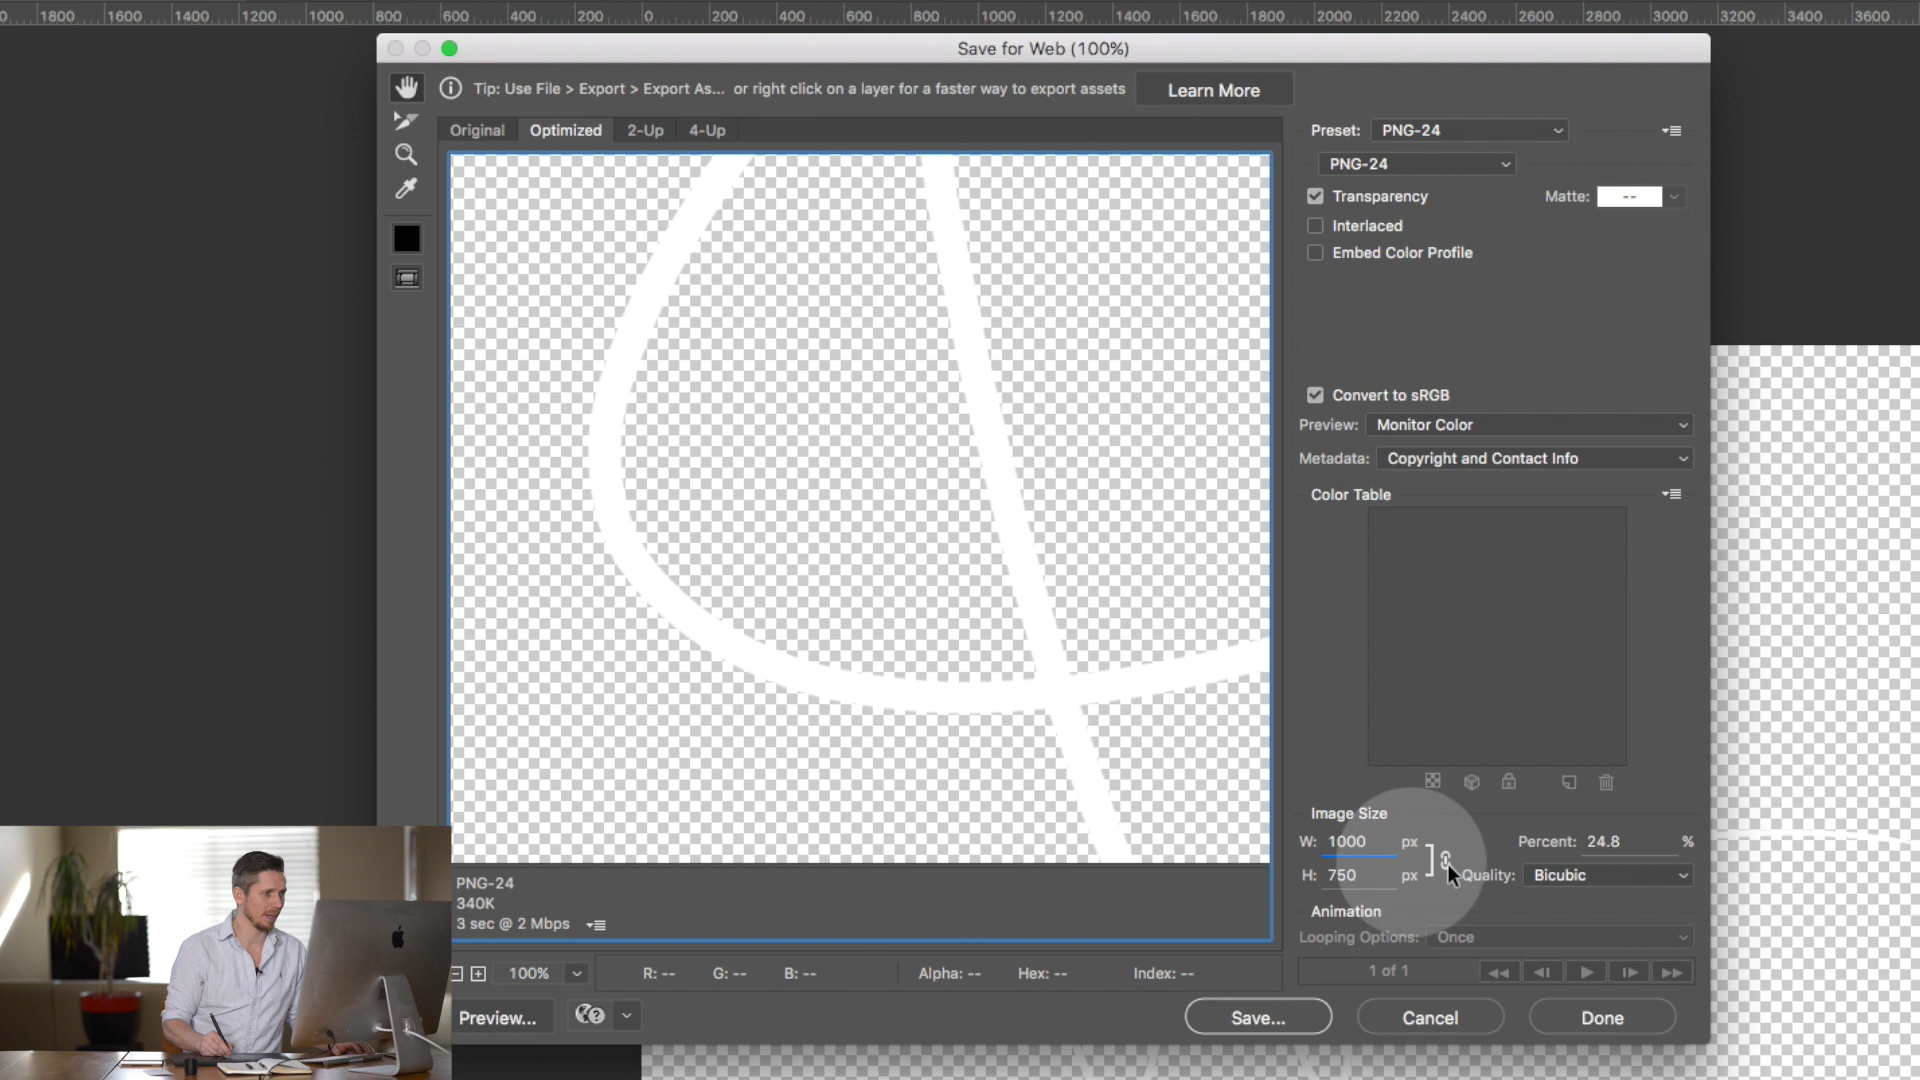 0 1800 1600 1400 1200 1000 800 600 400 200 0 200 400 600 800 1000 1200 1400 1600 1800 2000 2200 2400 2600 2800 3000 3200 3400 3600
Save for Web (100%)
Tip: Use File > Export > Export As... or right click on a layer for a faster way to export assets
Learn More
Original Optimized 2-Up 4-Up
Preset: PNG-24
PNG-24
Transparency Matte: --
Interlaced
Embed Color Profile
Convert to sRGB
Preview: Monitor Color
Metadata: Copyright and Contact Info
Color Table
Image Size
W: 1000 px Percent: 24.8 %
H: 750 px Quality: Bicubic
Animation
Looping Options: Once
1 of 1
PNG-24
340K
3 sec @ 2 Mbps
100% R: -- G: -- B: -- Alpha: -- Hex: -- Index: --
Preview... Save... Cancel Done